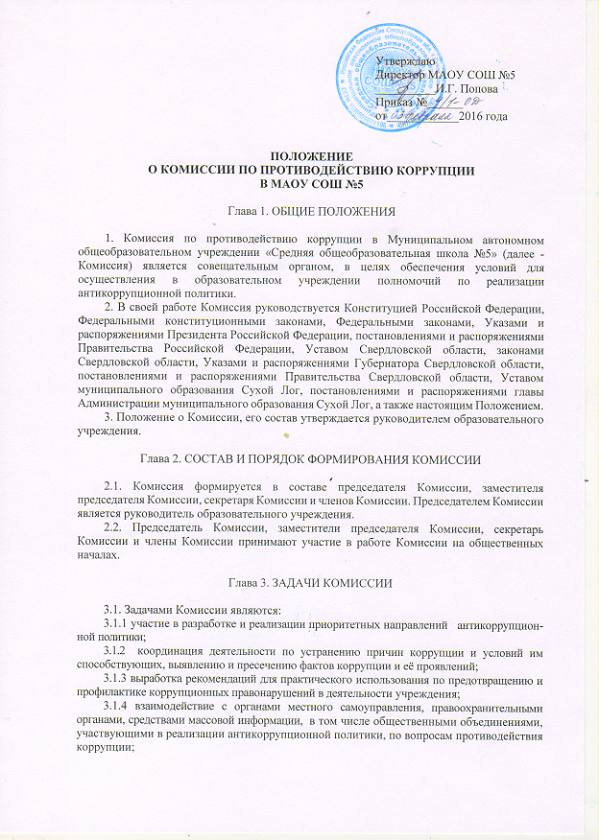 Утверждаю
Директор МАОУ СОШ №5
И.Г. Попова
Приказ №
от 2016 года
ПОЛОЖЕНИЕ
О КОМИССИИ ПО ПРОТИВОДЕЙСТВИЮ КОРРУПЦИИ
В МАОУ СОШ №5
Глава 1. ОБЩИЕ ПОЛОЖЕНИЯ
1. Комиссия по противодействию коррупции в Муниципальном автономном
общеобразовательном учреждении «Средняя общеобразовательная школа №5» (далее -
Комиссия) является совещательным органом, в целях обеспечения условий для
осуществления в образовательном учреждении полномочий по реализации
антикоррупционной политики.
2. В своей работе Комиссия руководствуется Конституцией Российской Федерации,
Федеральными конституционными законами, Федеральными законами, Указами и
распоряжениями Президента Российской Федерации, постановлениями и распоряжениями
Правительства Российской Федерации, Уставом Свердловской области, законами
Свердловской области, Указами и распоряжениями Губернатора Свердловской области,
постановлениями и распоряжениями Правительства Свердловской области, Уставом
муниципального образования Сухой Лог, постановлениями и распоряжениями главы
Администрации муниципального образования Сухой Лог, а также настоящим Положением.
3. Положение о Комиссии, его состав утверждается руководителем образовательного
учреждения.
Глава 2. СОСТАВ И ПОРЯДОК ФОРМИРОВАНИЯ КОМИССИИ
2.1. Комиссия формируется в составе председателя Комиссии, заместителя
председателя Комиссии, секретаря Комиссии и членов Комиссии. Председателем Комиссии
является руководитель образовательного учреждения.
2.2. Председатель Комиссии, заместители председателя Комиссии, секретарь
Комиссии и члены Комиссии принимают участие в работе Комиссии на общественных
началах.
Глава 3. ЗАДАЧИ КОМИССИИ
3.1. Задачами Комиссии являются:
3.1.1 участие в разработке и реализации приоритетных направлений антикоррупцион-
ной политики;
3.1.2 координация деятельности по устранению причин коррупции и условий им
способствующих, выявлению и пресечению фактов коррупции и её проявлений;
3.1.3 выработка рекомендаций для практического использования по предотвращению и
профилактике коррупционных правонарушений в деятельности учреждения;
3.1.4 взаимодействие с органами местного самоуправления, правоохранительными
органами, средствами массовой информации, в том числе общественными объединениями,
участвующими в реализации антикоррупционной политики, по вопросам противодействия
коррупции;